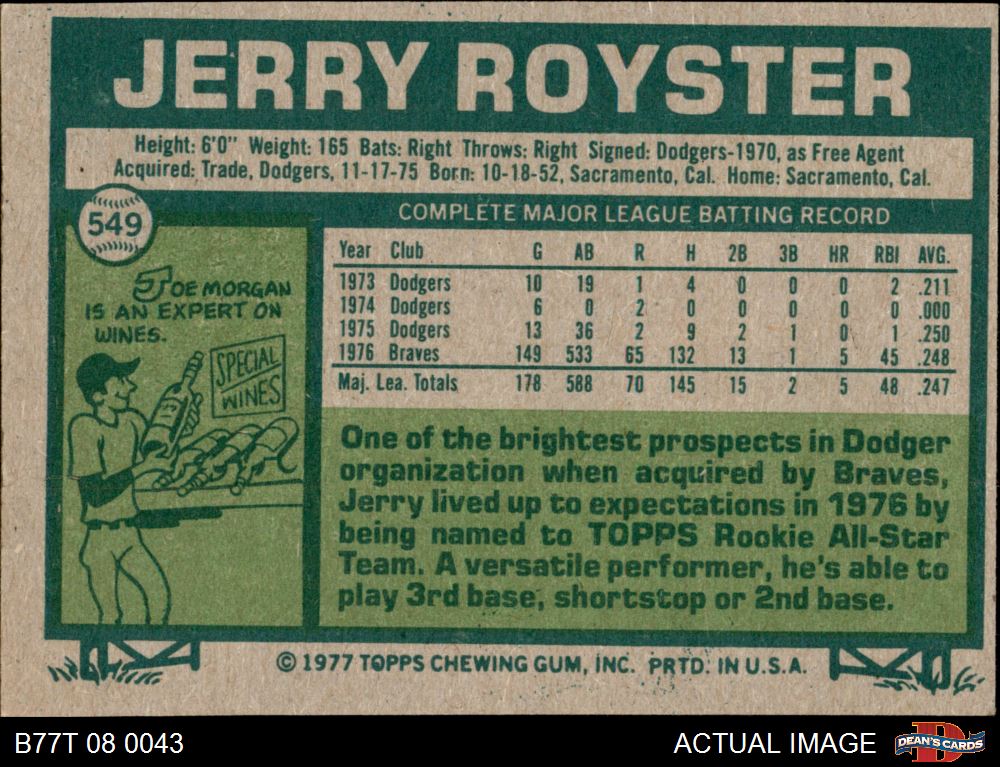 JERRY ROYSTER
Height: 6'0" Weight: 165 Bats: Right Throws: Right Signed: Dodgers-1970, as Free Agent
Acquired: Trade, Dodgers, 11-17-75 Born: 10-18-52, Sacramento, Cal. Home: Sacramento, Cal.
549
JOE MORGAN
IS AN EXPERT ON
WINES.
SPECIAL
WINES
COMPLETE MAJOR LEAGUE BATTING RECORD
Year Club G AB R H 2B 3B HR RBI AVG.
1973 Dodgers 10 19 1 4 0 0 0 2 .211
1974 Dodgers 6 0 2 0 0 0 0 0 .000
1975 Dodgers 13 36 2 9 2 1 0 1 .250
1976 Braves 149 533 65 132 13 1 5 45 .248
Maj. Lea. Totals 178 588 70 145 15 2 5 48 .247
One of the brightest prospects in Dodger
organization when acquired by Braves,
Jerry lived up to expectations in 1976 by
being named to TOPPS Rookie All-Star
Team. A versatile performer, he's able to
play 3rd base, shortstop or 2nd base.
© 1977 TOPPS CHEWING GUM, INC. PRTD. IN U.S.A.
B77T 08 0043
ACTUAL IMAGE
D
DEAN'S CARDS